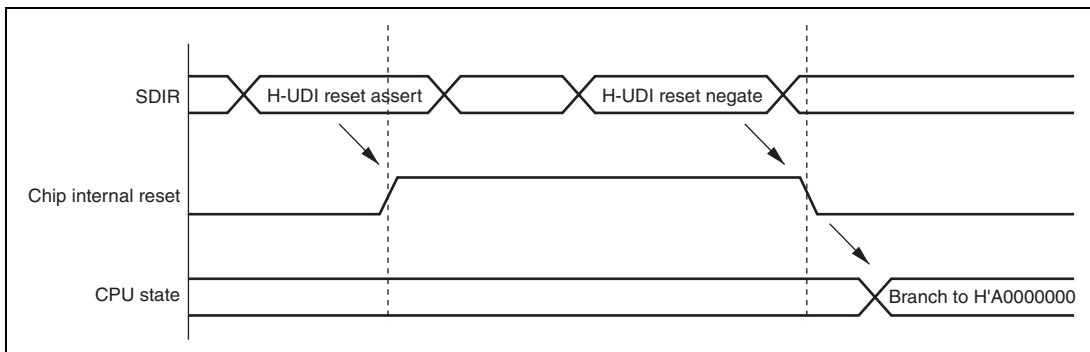 SDIR
H-UDI reset assert
H-UDI reset negate
Chip internal reset
CPU state
Branch to H'A0000000